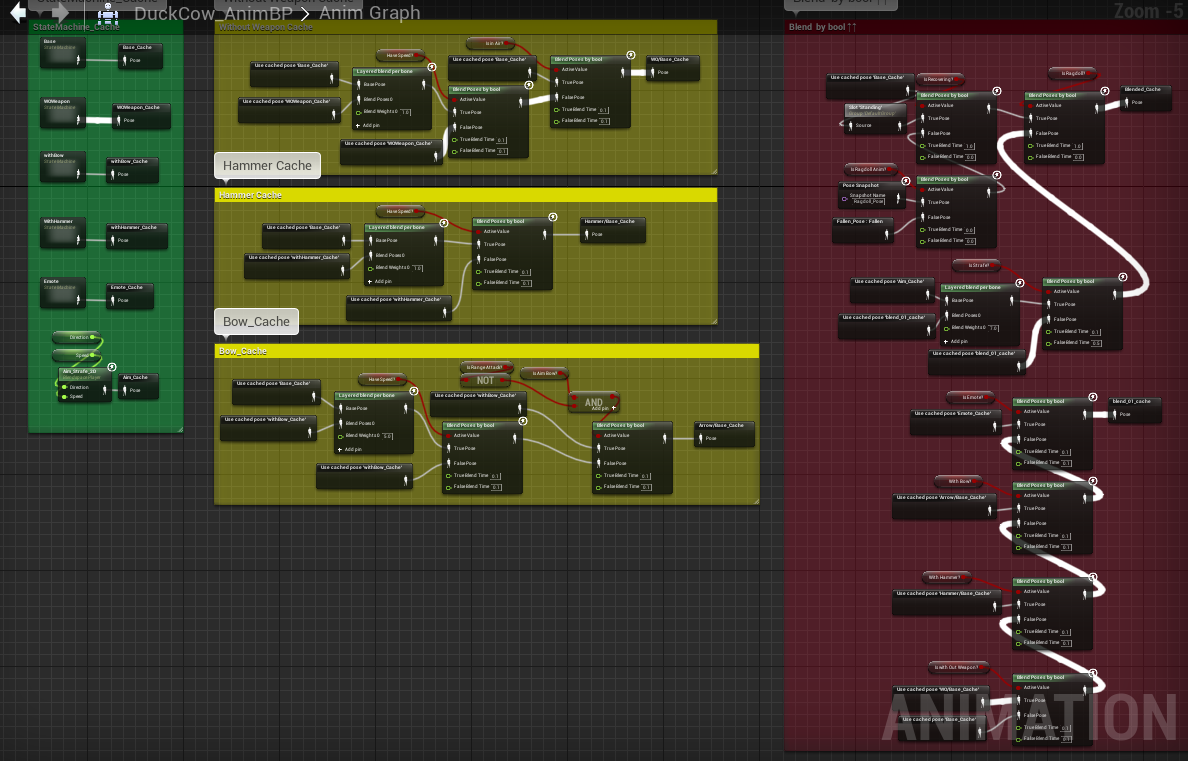 DuckCow_AnimBP > Anim Graph
Zoom -5
StateMachine_Cache
Base
StateMachine
Base_Cache
WOWeapon
StateMachine
WOWeapon_Cache
Pose
withBow
StateMachine
withBow_Cache
Pose
WithHammer
StateMachine
withHammer_Cache
Pose
Emote
StateMachine
Emote_Cache
Pose
Direction
Speed
Aim_Strafe_2D
Direction
Speed
Aim_Cache
Pose
Without Weapon Cache
Is in Air?
Have Speed?
Use cached pose 'Base_Cache'
Use cached pose 'WOWeapon_Cache'
Layered blend per bone
Base Pose
Blend Poses 0
Blend Weights 0 1.0
Add pin
Use cached pose 'WOWeapon_Cache'
Use cached pose 'Base_Cache'
Blend Poses by bool
Active Value
True Pose
False Pose
True Blend Time 0.1
False Blend Time 0.1
Blend Poses by bool
Active Value
True Pose
False Pose
True Blend Time 0.1
False Blend Time 0.1
WO/Base_Cache
Pose
Hammer Cache
Hammer Cache
Have Speed?
Use cached pose 'Base_Cache'
Use cached pose 'withHammer_Cache'
Layered blend per bone
Base Pose
Blend Poses 0
Blend Weights 0 1.0
Add pin
Use cached pose 'withHammer_Cache'
Blend Poses by bool
Active Value
True Pose
False Pose
True Blend Time 0.1
False Blend Time 0.1
Hammer/Base_Cache
Pose
Bow_Cache
Bow_Cache
Have Speed?
Use cached pose 'Base_Cache'
Use cached pose 'withBow_Cache'
Layered blend per bone
Base Pose
Blend Poses 0
Blend Weights 0 0.0
Add pin
Use cached pose 'withBow_Cache'
Is Range Attack?
NOT
Is Aim Bow?
AND
Add pin
Use cached pose 'withBow_Cache'
Blend Poses by bool
Active Value
True Pose
False Pose
True Blend Time 0.1
False Blend Time 0.1
Blend Poses by bool
Active Value
True Pose
False Pose
True Blend Time 0.1
False Blend Time 0.1
Arrow/Base_Cache
Pose
Blend by bool ↑↑
Blend by bool ↑↑
Use cached pose 'Base_Cache'
Is Recovering?
Is Ragdoll?
Slot 'Standing'
Source
Blend Poses by bool
Active Value
True Pose
False Pose
True Blend Time 1.0
False Blend Time 0.0
Blend Poses by bool
Active Value
True Pose
False Pose
True Blend Time 1.0
False Blend Time 0.0
Blended_Cache
Pose
Is Ragdoll Anim?
Pose Snapshot
Snapshot Name
Ragdoll_Pose
Fallen_Pose : Fallen
Blend Poses by bool
Active Value
True Pose
False Pose
True Blend Time 0.0
False Blend Time 0.0
Is Strafe?
Use cached pose 'Aim_Cache'
Use cached pose 'blend_01_cache'
Layered blend per bone
Base Pose
Blend Poses 0
Blend Weights 0
Add pin
Use cached pose 'blend_01_cache'
Blend Poses by bool
Active Value
True Pose
False Pose
True Blend Time 0.1
False Blend Time
Is Emote?
Use cached pose 'Emote_Cache'
Blend Poses by bool
Active Value
True Pose
False Pose
True Blend Time 0.1
False Blend Time 0.1
blend_01_cache
Pose
With Bow?
Use cached pose 'Arrow/Base_Cache'
Blend Poses by bool
Active Value
True Pose
False Pose
True Blend Time 0.1
False Blend Time 0.1
With Hammer?
Use cached pose 'Hammer/Base_Cache'
Blend Poses by bool
Active Value
True Pose
False Pose
True Blend Time 0.1
False Blend Time 0.1
Is with Out Weapon?
Use cached pose 'WO/Base_Cache'
Use cached pose 'Base_Cache'
Blend Poses by bool
Active Value
True Pose
False Pose
True Blend Time 0.1
False Blend Time 0.1
ANIMATION